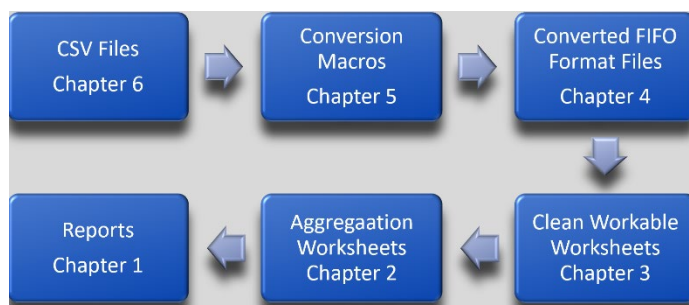 CSV Files
Chapter 6
Conversion
Macros
Chapter 5
Converted FIFO
Format Files
Chapter 4
Clean Workable
Worksheets
Chapter 3
Aggregaation
Worksheets
Chapter 2
Reports
Chapter 1